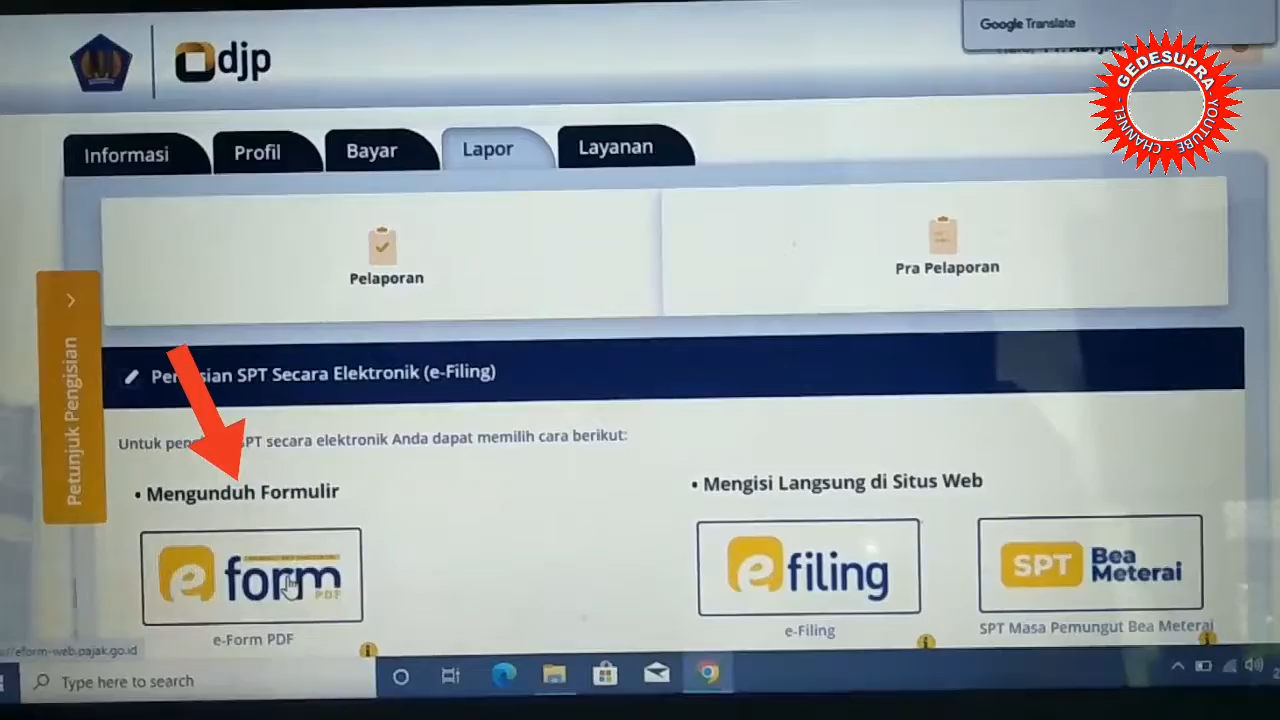 Google Translate
djp
GEDESUPRA
YOUTUBE - CHANNEL
Informasi
Profil
Bayar
Lapor
Layanan
Pelaporan
Pra Pelaporan
SPT Secara Elektronik (e-Filing)
Untuk SPT secara elektronik Anda dapat memilih cara berikut:
Petunjuk Pengisian
• Mengunduh Formulir
• Mengisi Langsung di Situs Web
e form
PDF
e filing
SPT Bea
Meterai
e-Form PDF
e-Filing
SPT Masa Pemungut Bea Meterai
//eform-web.pajak.go.id
Type here to search